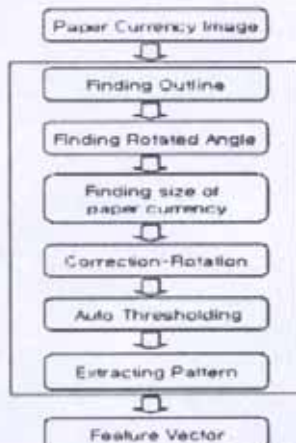 Paper Currency Image
Finding Outline
Finding Rotated Angle
Finding size of
paper currency
Correction-Rotation
Auto Thresholding
Extracting Pattern
Feature Vector